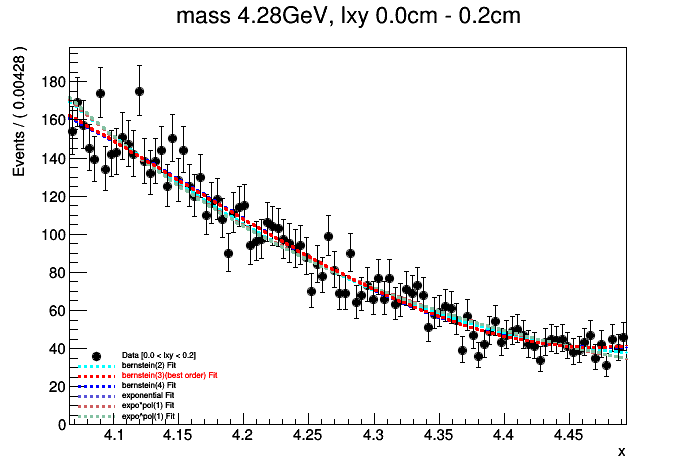 mass 4.28GeV, lxy 0.0cm - 0.2cm
Events / ( 0.00428 )
180
160
140
120
100
80
60
40
20
0
Data [0.0 < lxy < 0.2]
bernstein(2) Fit
bernstein(3)(best order) Fit
bernstein(4) Fit
exponential Fit
expo*pol(1) Fit
expo^pol(1) Fit
4.1 4.15 4.2 4.25 4.3 4.35 4.4 4.45
x